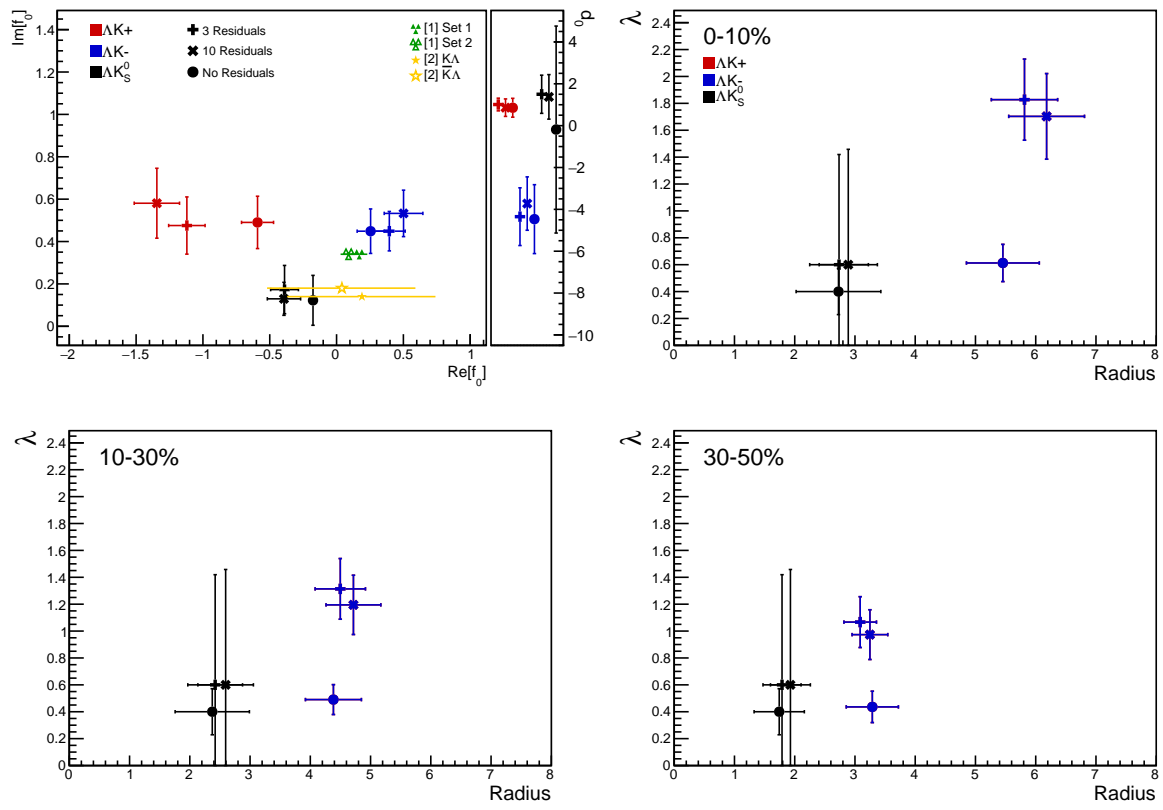 Im[f₀]
1.4
1.2
1
0.8
0.6
0.4
0.2
0
−2
−1.5
−1
−0.5
0
0.5
1
Re[f₀]
ΛK+
ΛK-
ΛK⁰S
3 Residuals
10 Residuals
No Residuals
[1] Set 1
[1] Set 2
[2] KΛ
[2] K̅Λ
d₀
4
2
0
−2
−4
−6
−8
−10
λ
0-10%
ΛK+
ΛK-
ΛK⁰S
2.4
2.2
2
1.8
1.6
1.4
1.2
1
0.8
0.6
0.4
0.2
0
0 1 2 3 4 5 6 7 8
Radius
λ
10-30%
2.4
2.2
2
1.8
1.6
1.4
1.2
1
0.8
0.6
0.4
0.2
0
0 1 2 3 4 5 6 7 8
Radius
λ
30-50%
2.4
2.2
2
1.8
1.6
1.4
1.2
1
0.8
0.6
0.4
0.2
0
0 1 2 3 4 5 6 7 8
Radius